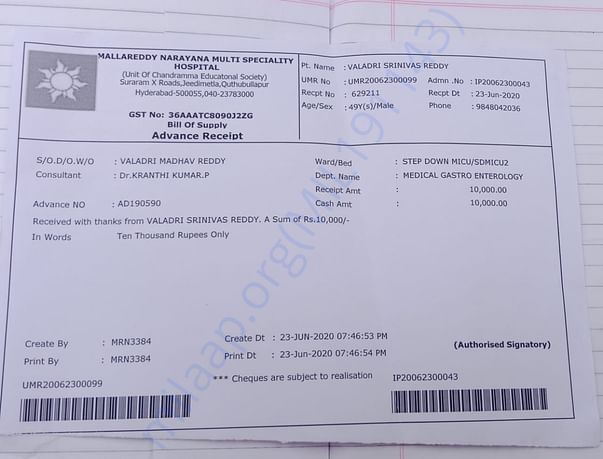 MALLAREDDY NARAYANA MULTI SPECIALITY
HOSPITAL
(Unit Of Chandramma Educatonal Society)
Suraram X Roads,Jeedimetla,Quthubullapur
Hyderabad-500055,040-23783000
GST No: 36AAATC8090J2ZG
Bill Of Supply
Advance Receipt
Pt. Name : VALADRI SRINIVAS REDDY
UMR No : UMR20062300099 Admn .No : IP20062300043
Recpt No : 629211 Recpt Dt : 23-Jun-2020
Age/Sex : 49Y(s)/Male Phone : 9848042036
S/O.D/O.W/O : VALADRI MADHAV REDDY Ward/Bed : STEP DOWN MICU/SDMICU2
Consultant : Dr.KRANTHI KUMAR.P Dept. Name : MEDICAL GASTRO ENTEROLOGY
Receipt Amt : 10,000.00
Advance NO : AD190590 Cash Amt : 10,000.00
Received with thanks from VALADRI SRINIVAS REDDY. A Sum of Rs.10,000/-
In Words Ten Thousand Rupees Only
Create By : MRN3384 Create Dt : 23-JUN-2020 07:46:53 PM
Print By : MRN3384 Print Dt : 23-Jun-2020 07:46:54 PM (Authorised Signatory)
*** Cheques are subject to realisation
UMR20062300099 IP20062300043